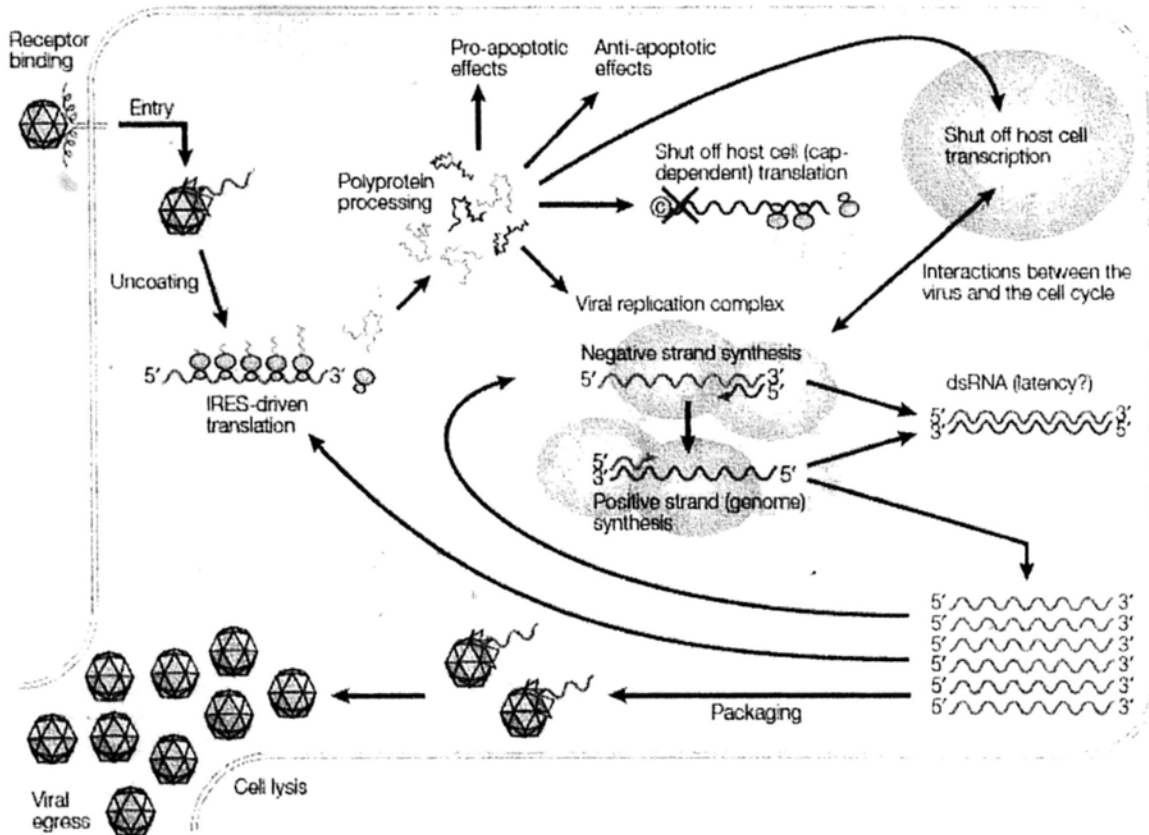 Receptor
binding
Entry
Uncoating
5′
3′
IRES-driven
translation
Polyprotein
processing
Pro-apoptotic
effects
Anti-apoptotic
effects
Shut off host cell (cap-
dependent) translation
C
Shut off host cell
transcription
Interactions between the
virus and the cell cycle
Viral replication complex
Negative strand synthesis
5′ 3′
5′
5′
3′ 5′
Positive strand (genome)
synthesis
dsRNA (latency?)
5′ 3′
3′ 5′
5′ 3′
5′ 3′
5′ 3′
5′ 3′
5′ 3′
5′ 3′
Packaging
Cell lysis
Viral
egress